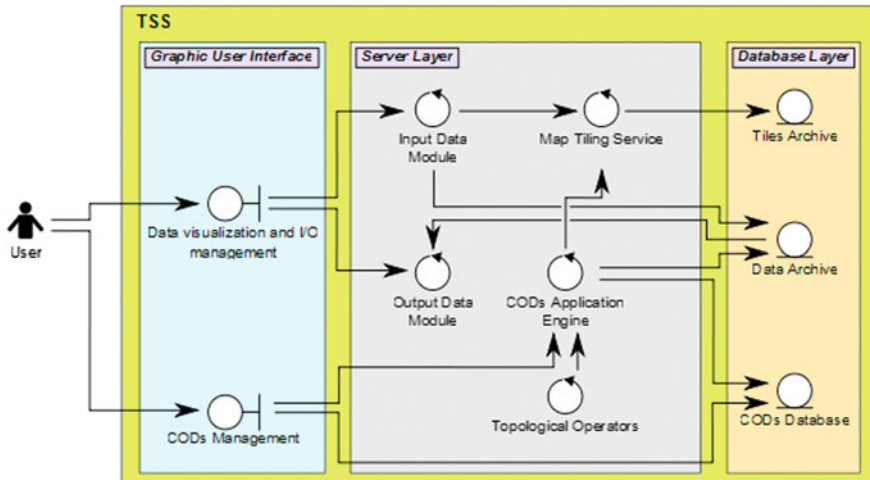 TSS
Graphic User Interface
Server Layer
Database Layer
Input Data
Module
Map Tiling Service
Tiles Archive
User
Data visualization and I/O
management
Output Data
Module
CODs Application
Engine
Data Archive
CODs Management
Topological Operators
CODs Database